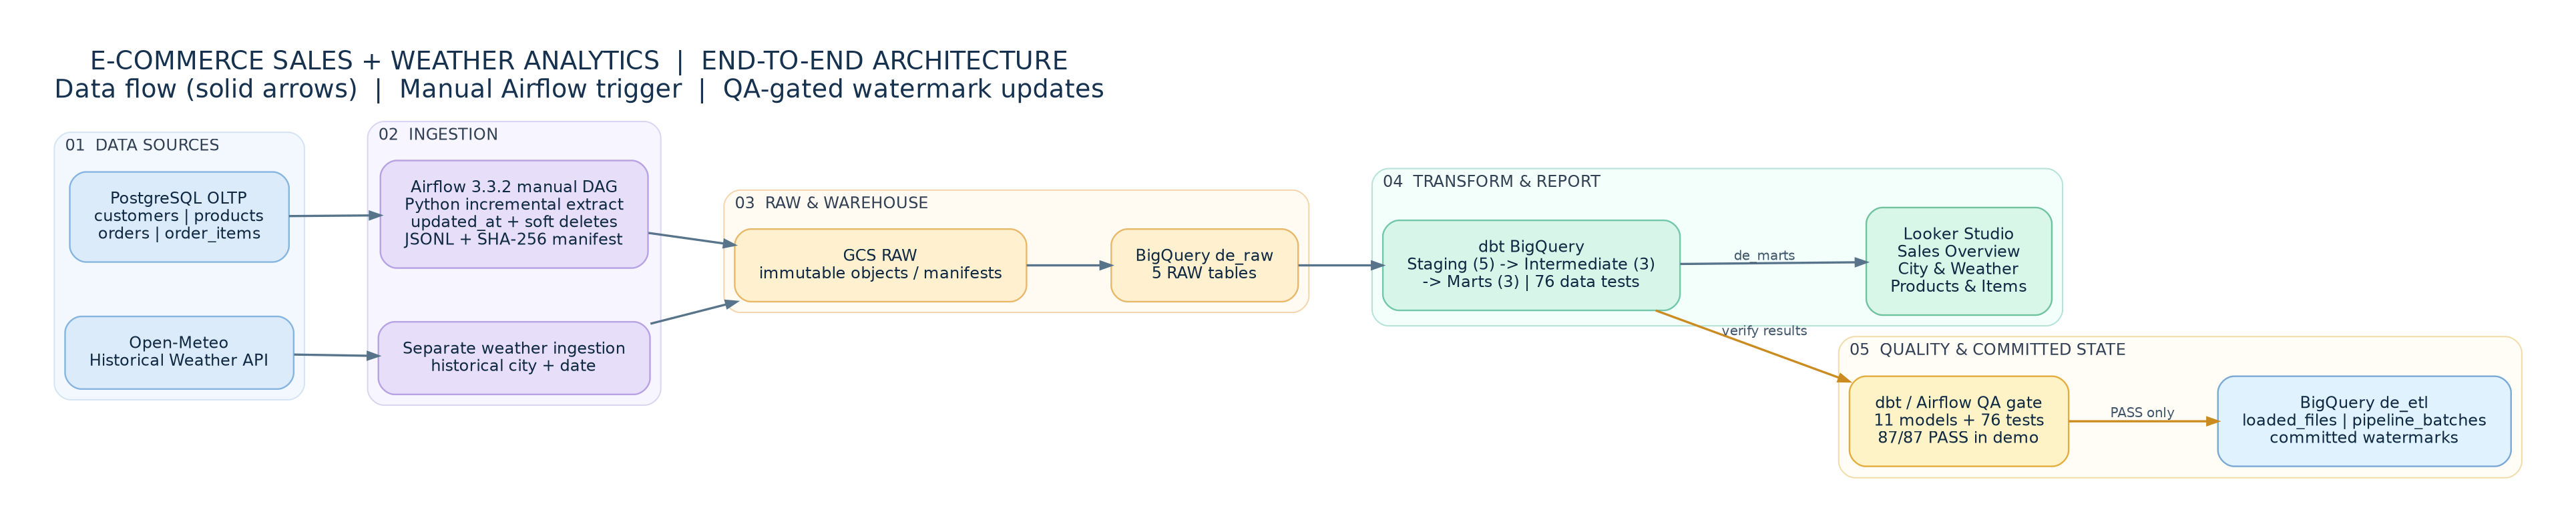 E-COMMERCE SALES + WEATHER ANALYTICS | END-TO-END ARCHITECTURE
Data flow (solid arrows) | Manual Airflow trigger | QA-gated watermark updates
01 DATA SOURCES
PostgreSQL OLTP
customers | products
orders | order_items
Open-Meteo
Historical Weather API
02 INGESTION
Airflow 3.3.2 manual DAG
Python incremental extract
updated_at + soft deletes
JSONL + SHA-256 manifest
Separate weather ingestion
historical city + date
03 RAW & WAREHOUSE
GCS RAW
immutable objects / manifests
BigQuery de_raw
5 RAW tables
04 TRANSFORM & REPORT
dbt BigQuery
Staging (5) -> Intermediate (3)
-> Marts (3) | 76 data tests
de_marts
Looker Studio
Sales Overview
City & Weather
Products & Items
verify results
05 QUALITY & COMMITTED STATE
dbt / Airflow QA gate
11 models + 76 tests
87/87 PASS in demo
PASS only
BigQuery de_etl
loaded_files | pipeline_batches
committed watermarks